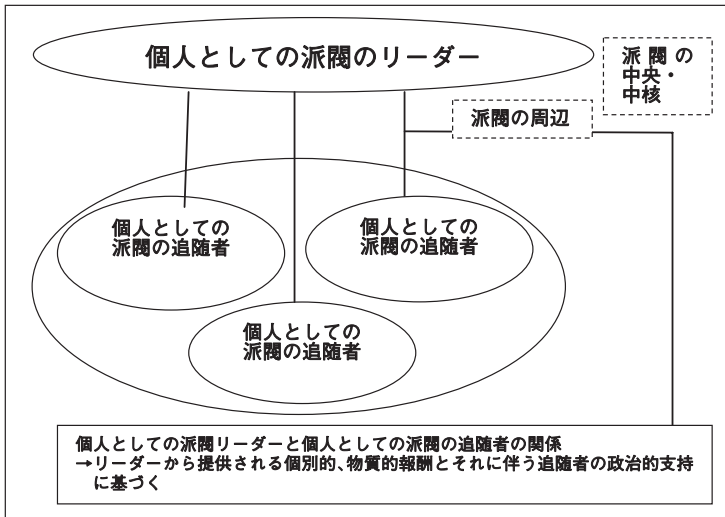 個人としての派閥のリーダー
派閥の
中央・
中核
派閥の周辺
個人としての
派閥の追随者
個人としての
派閥の追随者
個人としての
派閥の追随者
個人としての派閥リーダーと個人としての派閥の追随者の関係
→リーダーから提供される個別的、物質的報酬とそれに伴う追随者の政治的支持
に基づく